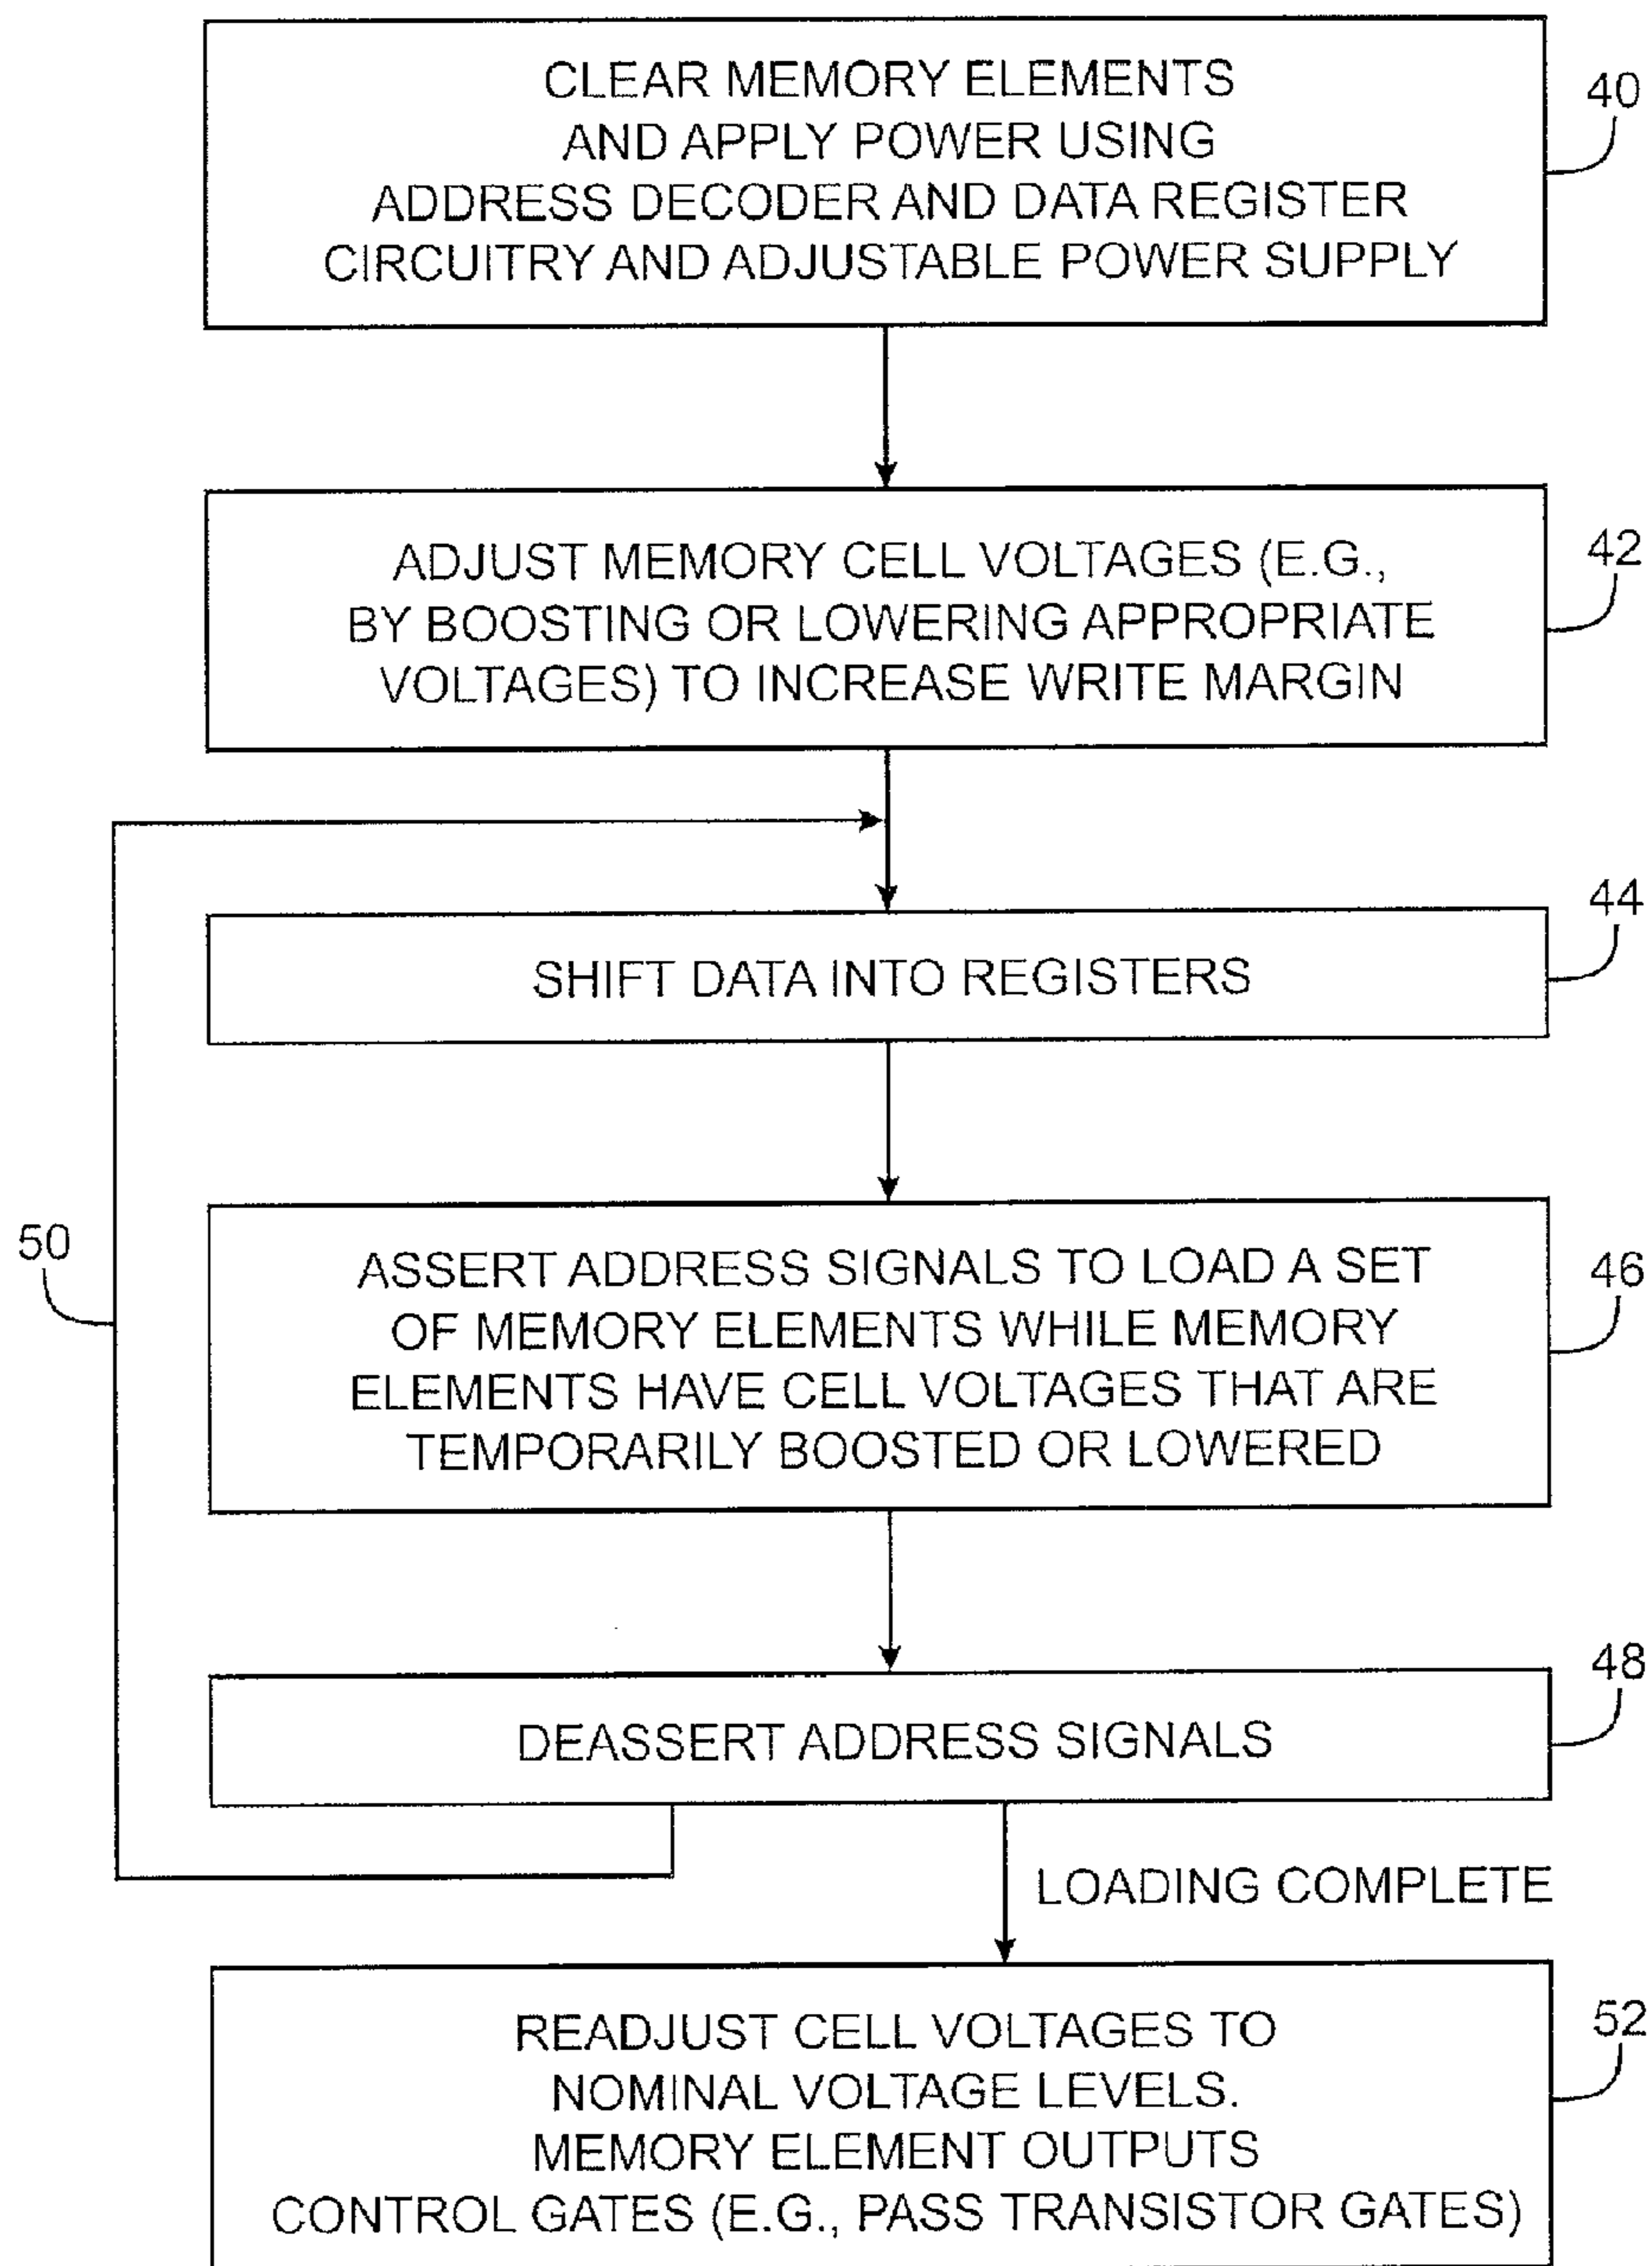 CLEAR MEMORY ELEMENTS
AND APPLY POWER USING
ADDRESS DECODER AND DATA REGISTER
CIRCUITRY AND ADJUSTABLE POWER SUPPLY
40
ADJUST MEMORY CELL VOLTAGES (E.G.,
BY BOOSTING OR LOWERING APPROPRIATE
VOLTAGES) TO INCREASE WRITE MARGIN
42
SHIFT DATA INTO REGISTERS
44
50
ASSERT ADDRESS SIGNALS TO LOAD A SET
OF MEMORY ELEMENTS WHILE MEMORY
ELEMENTS HAVE CELL VOLTAGES THAT ARE
TEMPORARILY BOOSTED OR LOWERED
46
DEASSERT ADDRESS SIGNALS
48
LOADING COMPLETE
READJUST CELL VOLTAGES TO
NOMINAL VOLTAGE LEVELS.
MEMORY ELEMENT OUTPUTS
CONTROL GATES (E.G., PASS TRANSISTOR GATES)
52